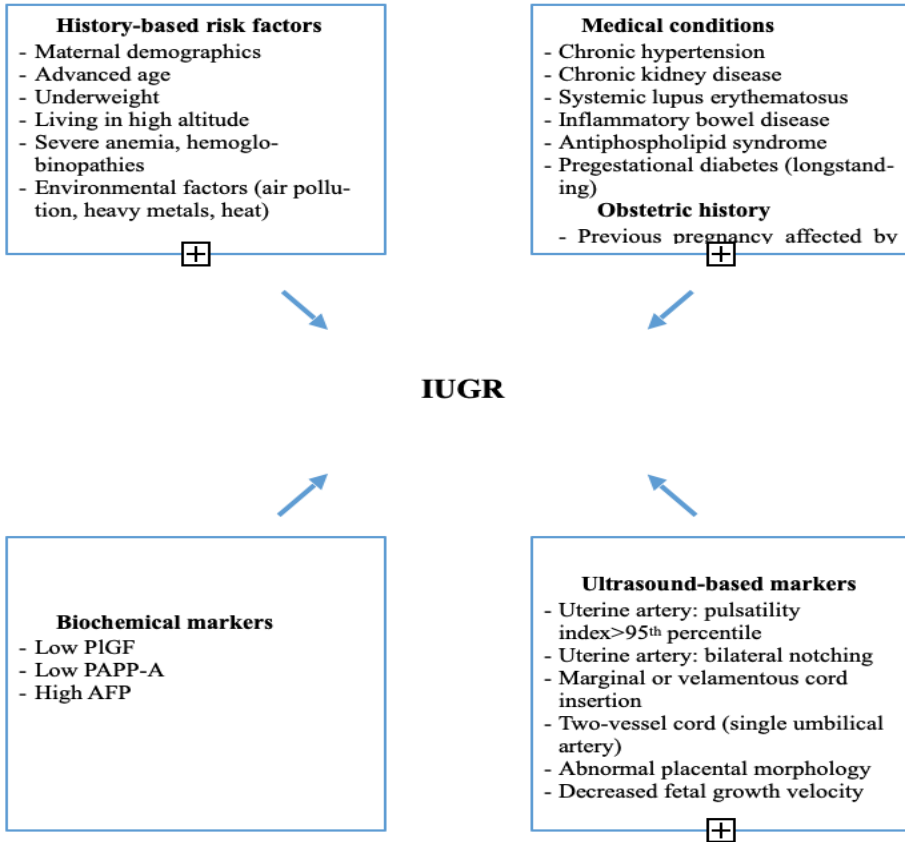 History-based risk factors
- Maternal demographics
- Advanced age
- Underweight
- Living in high altitude
- Severe anemia, hemoglo-
binopathies
- Environmental factors (air pollu-
tion, heavy metals, heat)
Medical conditions
- Chronic hypertension
- Chronic kidney disease
- Systemic lupus erythematosus
- Inflammatory bowel disease
- Antiphospholipid syndrome
- Pregestational diabetes (longstand-
ing)
Obstetric history
- Previous pregnancy affected by
IUGR
Biochemical markers
- Low PlGF
- Low PAPP-A
- High AFP
Ultrasound-based markers
- Uterine artery: pulsatility
index>95th percentile
- Uterine artery: bilateral notching
- Marginal or velamentous cord
insertion
- Two-vessel cord (single umbilical
artery)
- Abnormal placental morphology
- Decreased fetal growth velocity